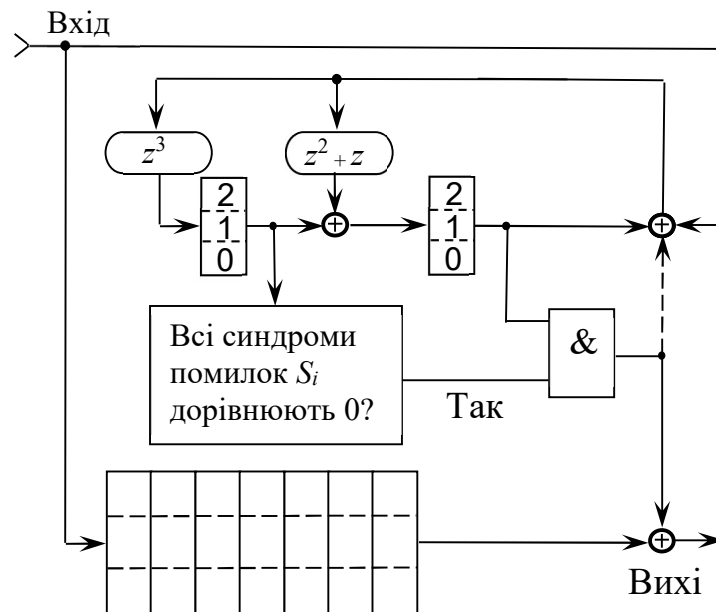 Вхід
z³
z² + z
2
1
0
2
1
0
Всі синдроми
помилок Sᵢ
дорівнюють 0?
Так
&
Вихі